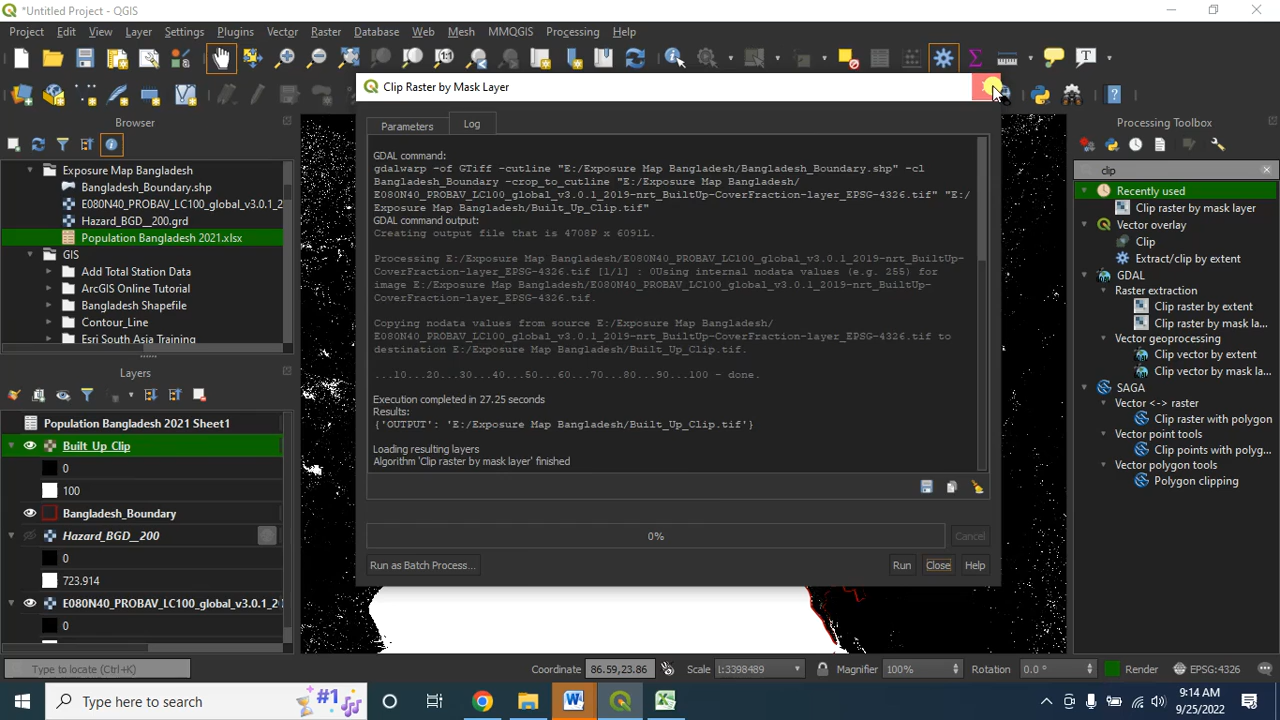 *Untitled Project — QGIS
Project Edit View Layer Settings Plugins Vector Raster Database Web Mesh MMQGIS Processing Help
Clip Raster by Mask Layer
Browser
Exposure Map Bangladesh
Bangladesh_Boundary.shp
E080N40_PROBAV_LC100_global_v3.0.1_2
Hazard_BGD__200.grd
Population Bangladesh 2021.xlsx
GIS
Add Total Station Data
ArcGIS Online Tutorial
Bangladesh Shapefile
Contour_Line
Esri South Asia Training
Layers
Population Bangladesh 2021 Sheet1
Built_Up_Clip
0
100
Bangladesh_Boundary
Hazard_BGD__200
0
723.914
E080N40_PROBAV_LC100_global_v3.0.1_2
0
Parameters Log
GDAL command:
gdalwarp -of GTiff -cutline "E:/Exposure Map Bangladesh/Bangladesh_Boundary.shp" -cl
Bangladesh_Boundary -crop_to_cutline "E:/Exposure Map Bangladesh/
E080N40_PROBAV_LC100_global_v3.0.1_2019-nrt_BuiltUp-CoverFraction-layer_EPSG-4326.tif" "E:/
Exposure Map Bangladesh/Built_Up_Clip.tif"
GDAL command output:
Creating output file that is 4708P x 6091L.
Processing E:/Exposure Map Bangladesh/E080N40_PROBAV_LC100_global_v3.0.1_2019-nrt_BuiltUp-
CoverFraction-layer_EPSG-4326.tif [1/1] : 0Using internal nodata values (e.g. 255) for
image E:/Exposure Map Bangladesh/E080N40_PROBAV_LC100_global_v3.0.1_2019-nrt_BuiltUp-
CoverFraction-layer_EPSG-4326.tif.
Copying nodata values from source E:/Exposure Map Bangladesh/
E080N40_PROBAV_LC100_global_v3.0.1_2019-nrt_BuiltUp-CoverFraction-layer_EPSG-4326.tif to
destination E:/Exposure Map Bangladesh/Built_Up_Clip.tif.
...10...20...30...40...50...60...70...80...90...100 - done.
Execution completed in 27.25 seconds
Results:
{'OUTPUT': 'E:/Exposure Map Bangladesh/Built_Up_Clip.tif'}
Loading resulting layers
Algorithm 'Clip raster by mask layer' finished
0%
Cancel
Run as Batch Process... Run Close Help
Processing Toolbox
clip
Recently used
Clip raster by mask layer
Vector overlay
Clip
Extract/clip by extent
GDAL
Raster extraction
Clip raster by extent
Clip raster by mask la...
Vector geoprocessing
Clip vector by extent
Clip vector by mask la...
SAGA
Vector <-> raster
Clip raster with polygon
Vector point tools
Clip points with polyg...
Vector polygon tools
Polygon clipping
Type to locate (Ctrl+K) Coordinate 86.59,23.86 Scale 1:3398489 Magnifier 100% Rotation 0.0 ° Render EPSG:4326
Type here to search #1
9:14 AM
9/25/2022